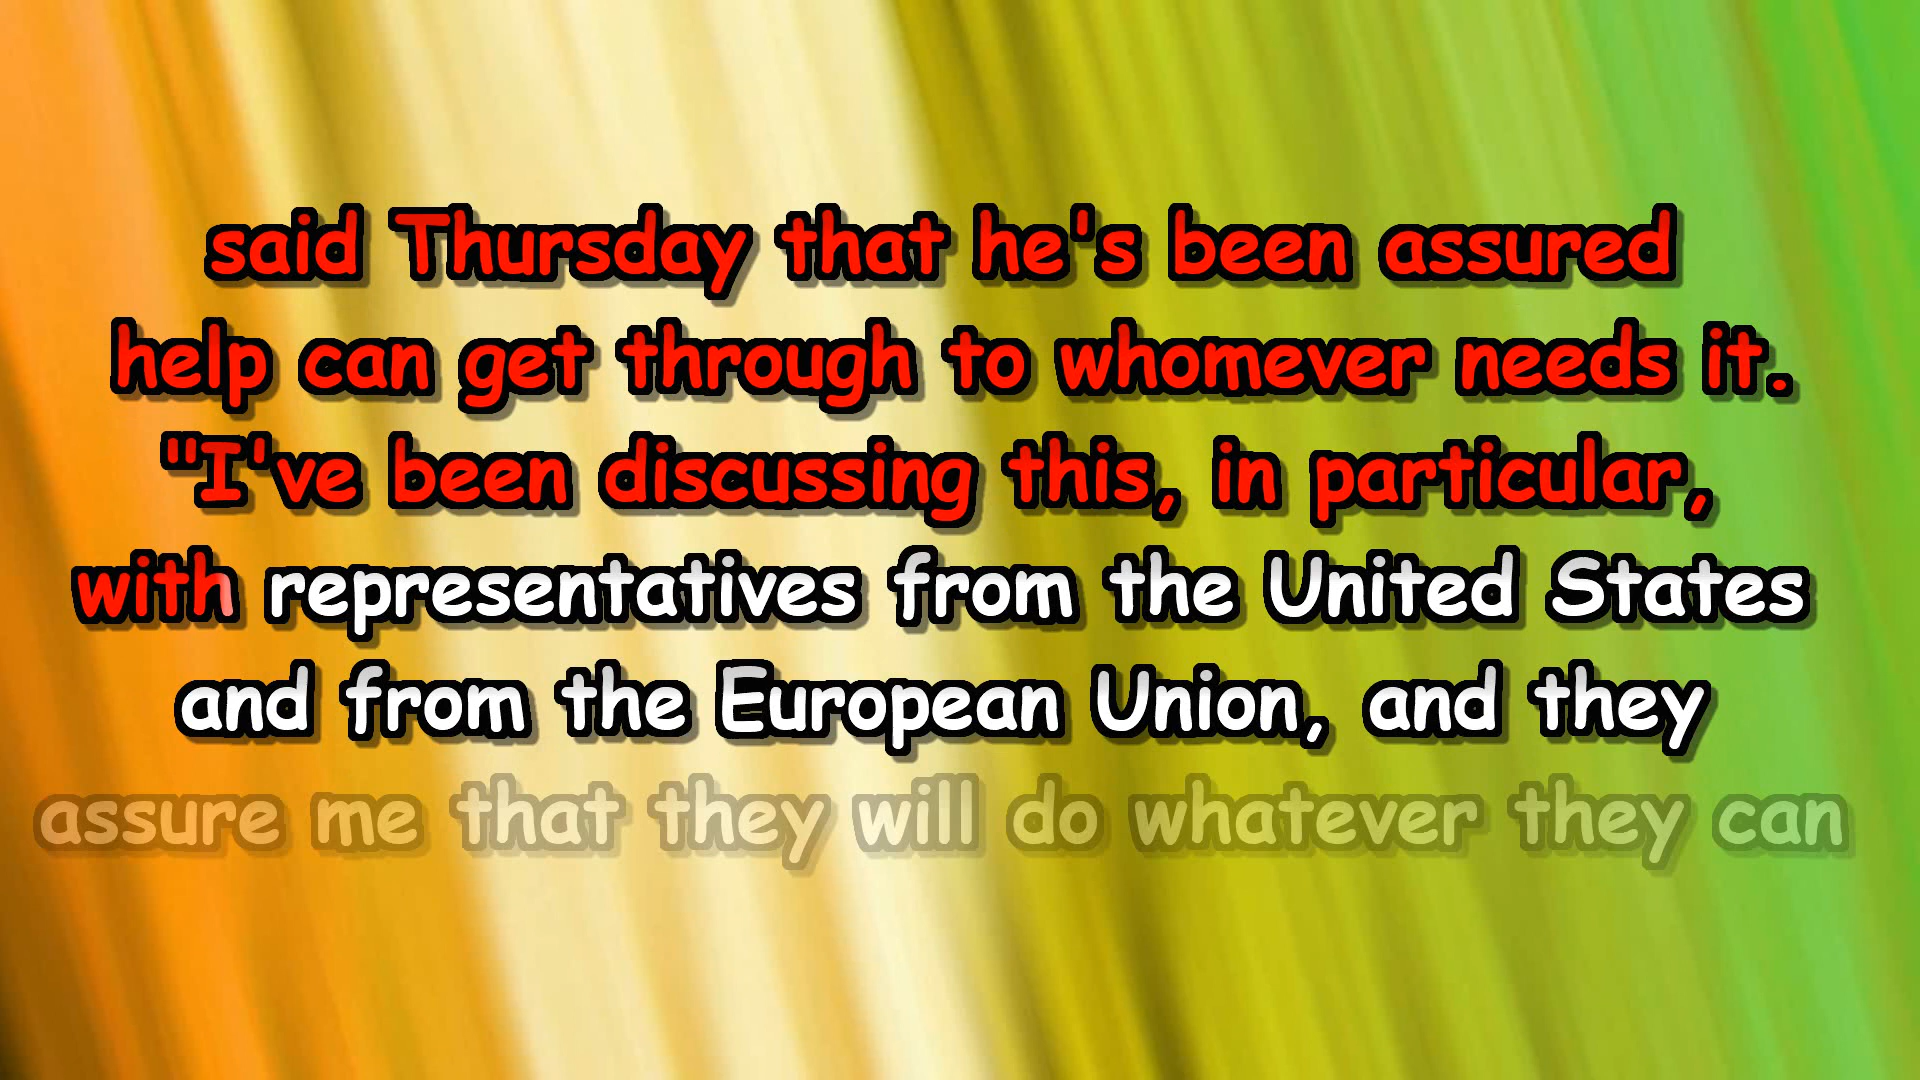 said Thursday that he's been assured
help can get through to whomever needs it.
"I've been discussing this, in particular,
with representatives from the United States
and from the European Union, and they
assure me that they will do whatever they can